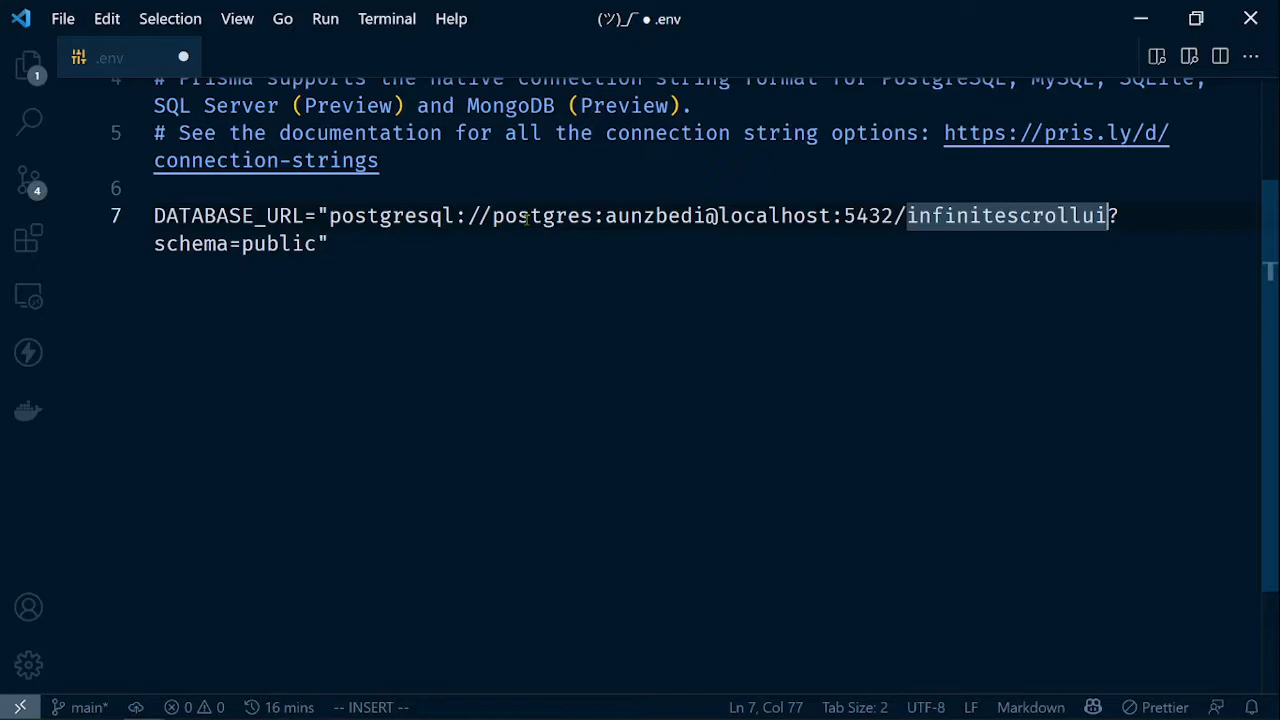 File Edit Selection View Go Run Terminal Help (ツ)_/¯ ● .env
.env
1
4 # Prisma supports the native connection string format for PostgreSQL, MySQL, SQLite,
SQL Server (Preview) and MongoDB (Preview).
5 # See the documentation for all the connection string options: https://pris.ly/d/
connection-strings
4
6
7 DATABASE_URL="postgresql://postgres:aunzbedi@localhost:5432/infinitescrollui?
schema=public"
main* 0 0 16 mins -- INSERT -- Ln 7, Col 77 Tab Size: 2 UTF-8 LF Markdown Prettier